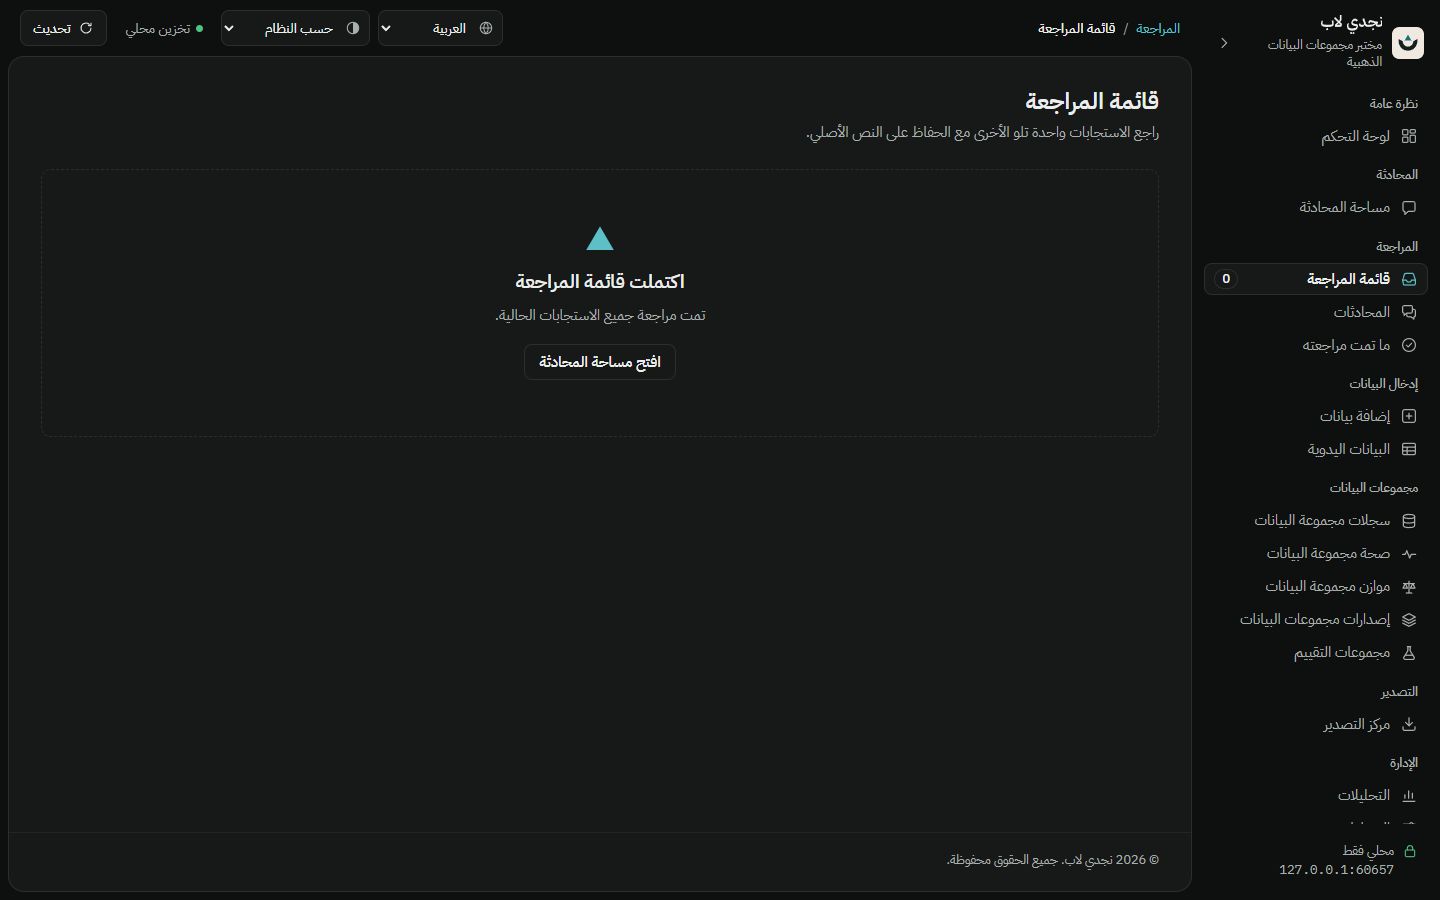 نجدي لاب
مختبر مجموعات البيانات
الذهبية
نظرة عامة
لوحة التحكم
المحادثة
مساحة المحادثة
المراجعة
قائمة المراجعة 0
المحادثات
ما تمت مراجعته
إدخال البيانات
إضافة بيانات
البيانات اليدوية
مجموعات البيانات
سجلات مجموعة البيانات
صحة مجموعة البيانات
موازن مجموعة البيانات
إصدارات مجموعات البيانات
مجموعات التقييم
التصدير
مركز التصدير
الإدارة
التحليلات
محلي فقط
127.0.0.1:60657
المراجعة / قائمة المراجعة
العربية
حسب النظام
تخزين محلي
تحديث
قائمة المراجعة
راجع الاستجابات واحدة تلو الأخرى مع الحفاظ على النص الأصلي.
اكتملت قائمة المراجعة
تمت مراجعة جميع الاستجابات الحالية.
افتح مساحة المحادثة
© 2026 نجدي لاب. جميع الحقوق محفوظة.